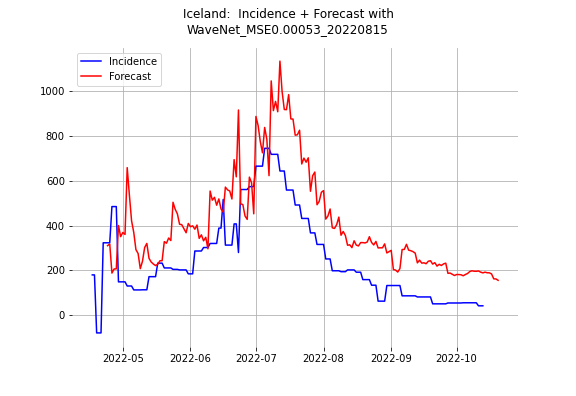 Iceland:  Incidence + Forecast with
WaveNet_MSE0.00053_20220815
Incidence
Forecast
1000
800
600
400
200
0
2022-05 2022-06 2022-07 2022-08 2022-09 2022-10